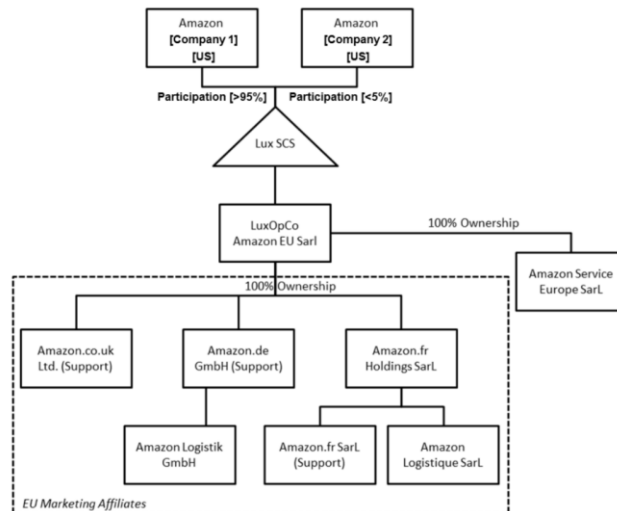 Amazon
[Company 1]
[US]
Amazon
[Company 2]
[US]
Participation [>95%]
Participation [<5%]
Lux SCS
LuxOpCo
Amazon EU Sarl
100% Ownership
Amazon Service
Europe SarL
100% Ownership
Amazon.co.uk
Ltd. (Support)
Amazon.de
GmbH (Support)
Amazon.fr
Holdings SarL
Amazon Logistik
GmbH
Amazon.fr SarL
(Support)
Amazon
Logistique SarL
EU Marketing Affiliates